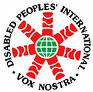 DISABLED PEOPLES' INTERNATIONAL
· VOX NOSTRA ·